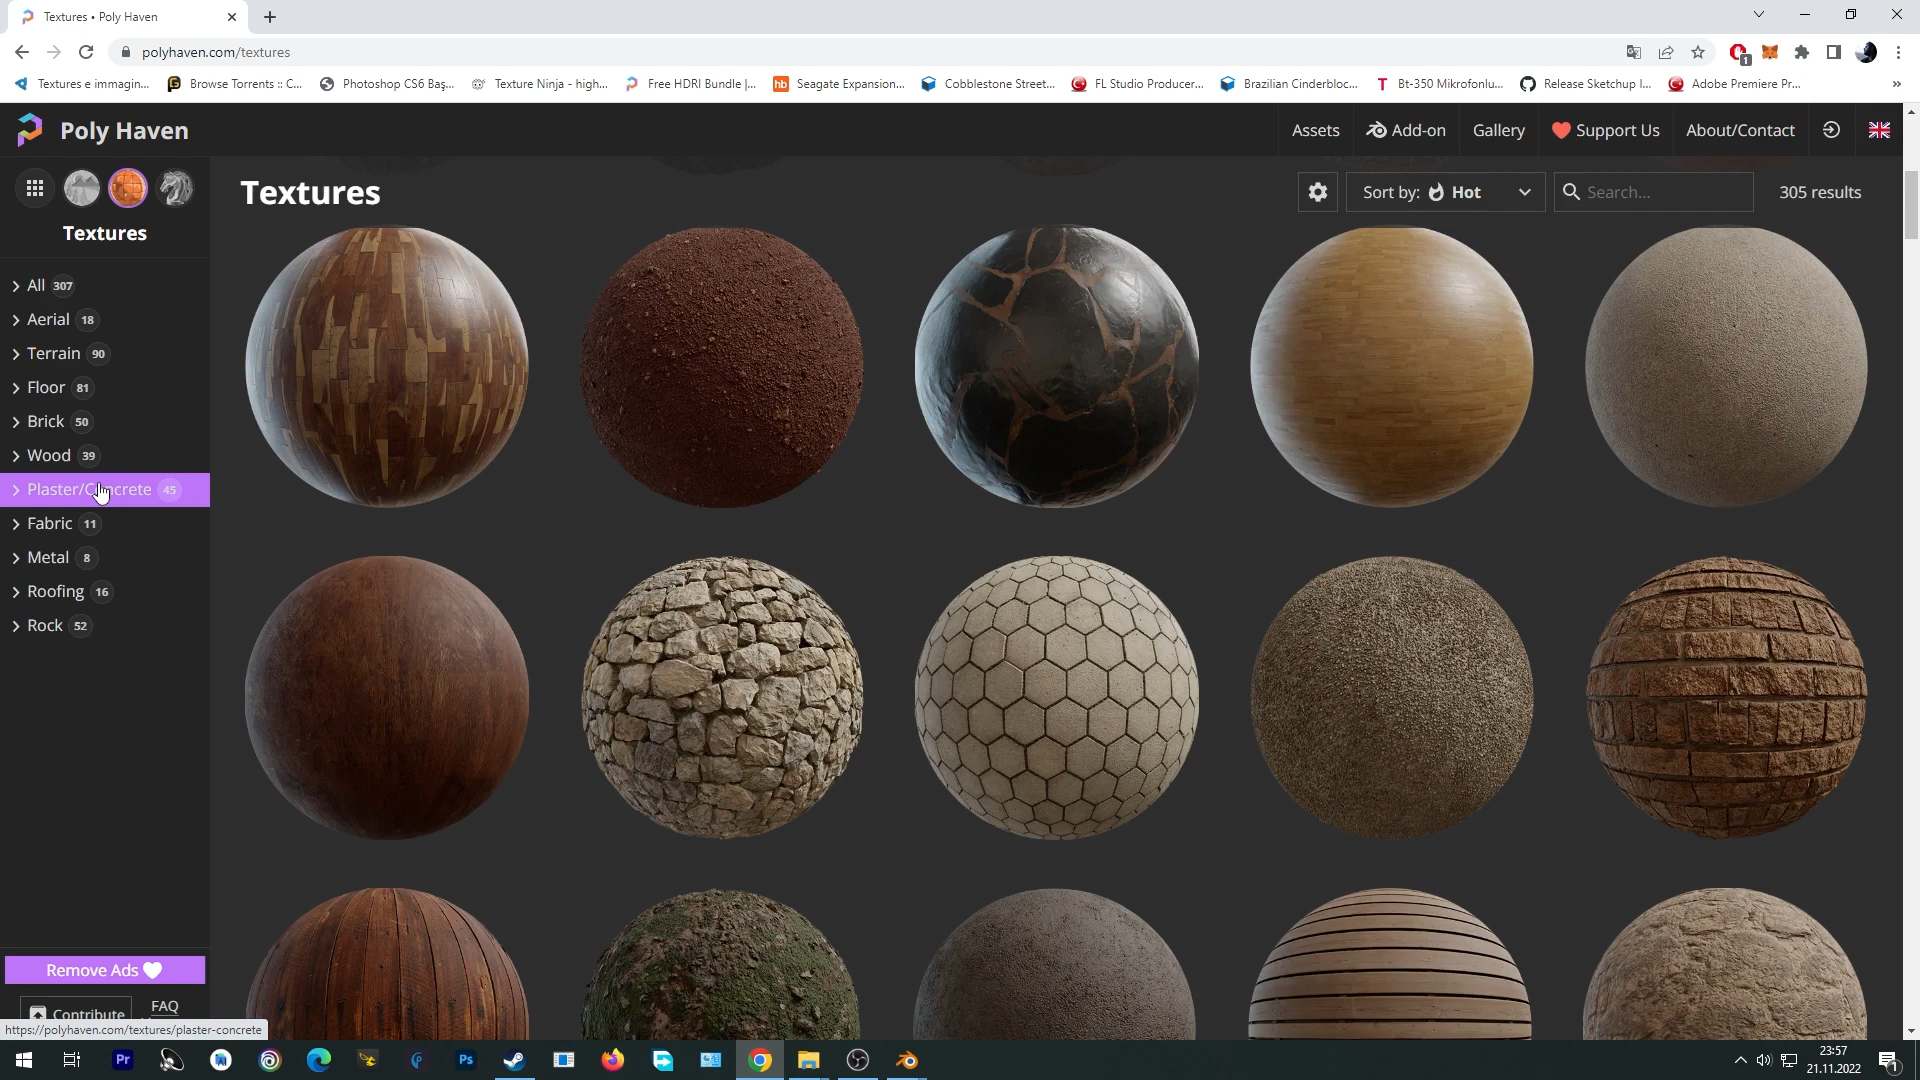 Textures • Poly Haven
polyhaven.com/textures
Textures e immagin... Browse Torrents :: C... Photoshop CS6 Baş... Texture Ninja - high... Free HDRI Bundle |... Seagate Expansion... Cobblestone Street... FL Studio Producer... Brazilian Cinderbloc... Bt-350 Mikrofonlu... Release Sketchup I... Adobe Premiere Pr... »
Poly Haven
Assets Add-on Gallery Support Us About/Contact
Textures
Sort by: Hot
Search...
305 results
Textures
All 307
Aerial 18
Terrain 90
Floor 81
Brick 50
Wood 39
Plaster/Concrete 45
Fabric 11
Metal 8
Roofing 16
Rock 52
Remove Ads
Contribute FAQ
https://polyhaven.com/textures/plaster-concrete
23:57
21.11.2022